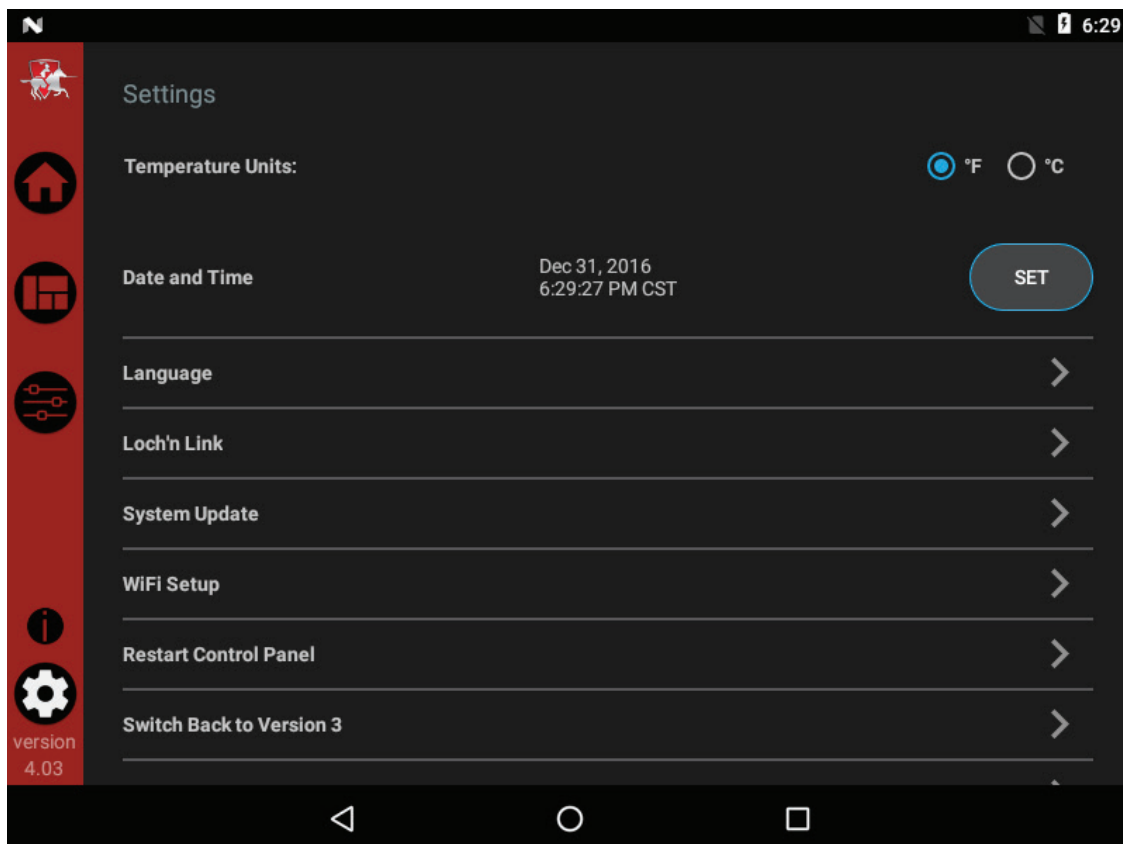 6:29
Settings
Temperature Units:
°F
°C
Date and Time
Dec 31, 2016
6:29:27 PM CST
SET
Language
Loch'n Link
System Update
WiFi Setup
Restart Control Panel
Switch Back to Version 3
version
4.03